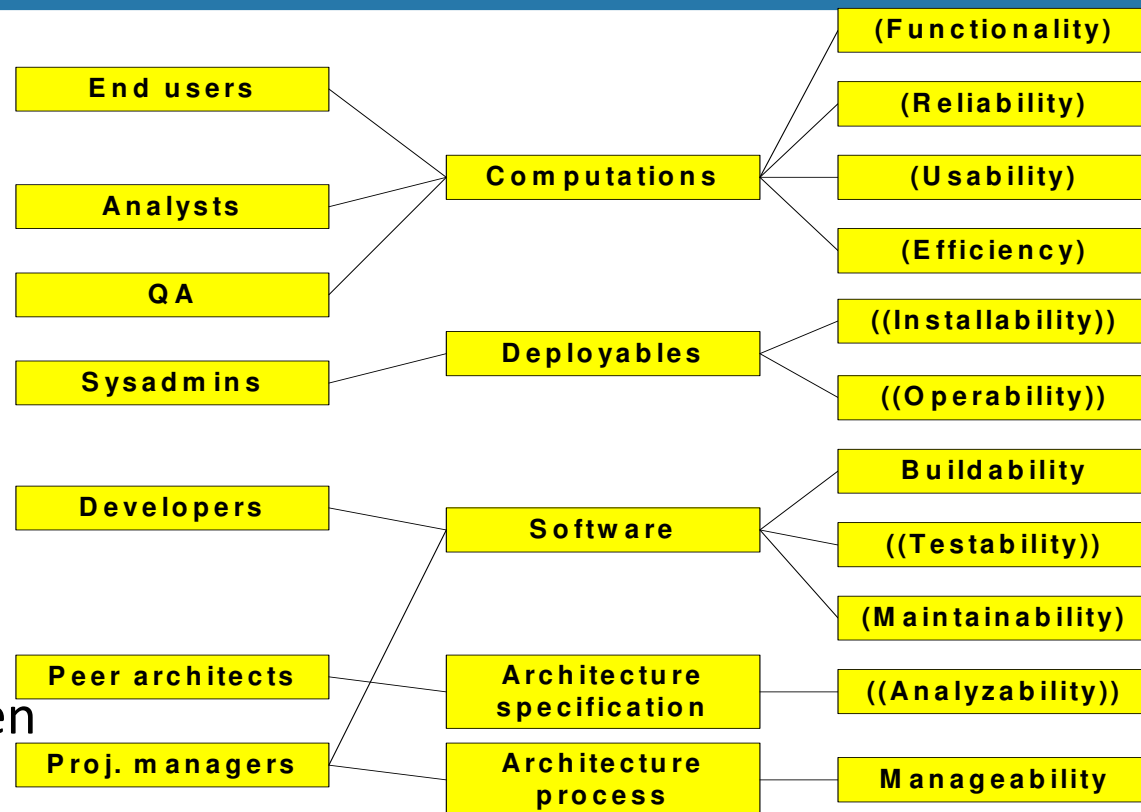 End users
Analysts
QA
Sysadmins
Developers
Peer architects
en
Proj. managers
Computations
Deployables
Software
Architecture
specification
Architecture
process
(Functionality)
(Reliability)
(Usability)
(Efficiency)
((Installability))
((Operability))
Buildability
((Testability))
(Maintainability)
((Analyzability))
Manageability